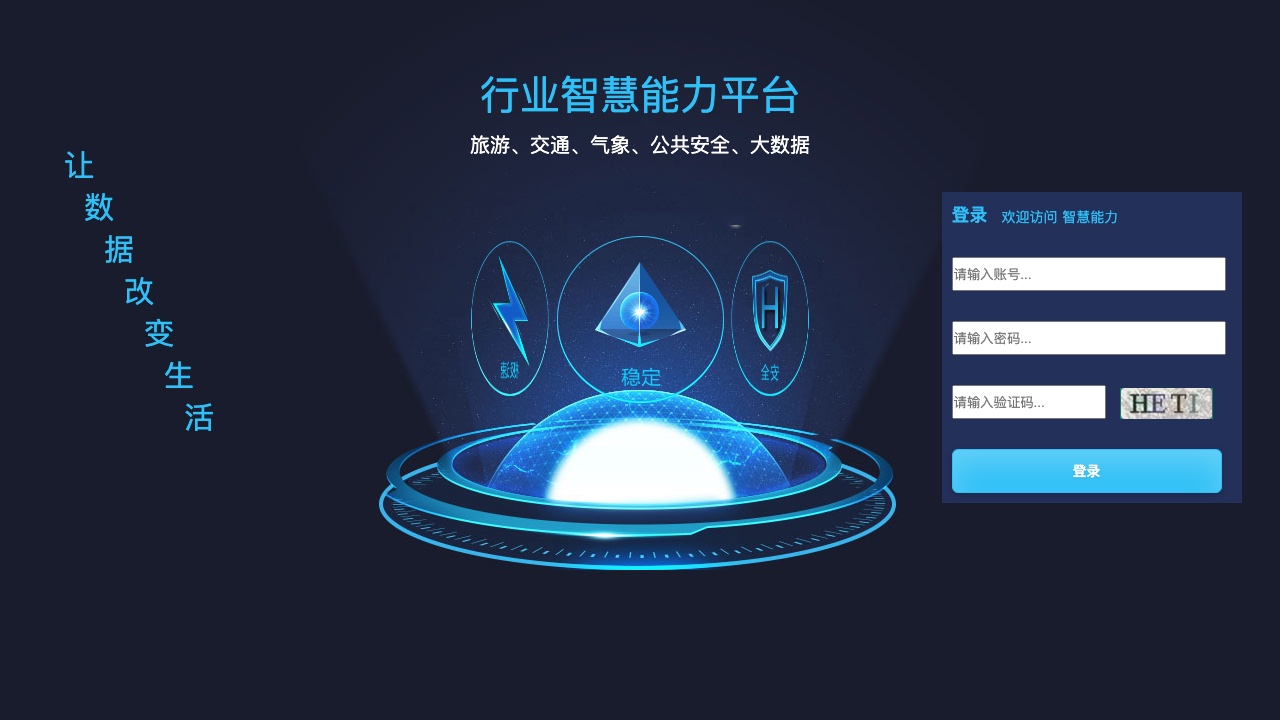 行业智慧能力平台
旅游、交通、气象、公共安全、大数据
让
数
据
改
变
生
活
稳定
安全
登录 欢迎访问 智慧能力
请输入账号...
请输入密码...
请输入验证码...
HETI
登录